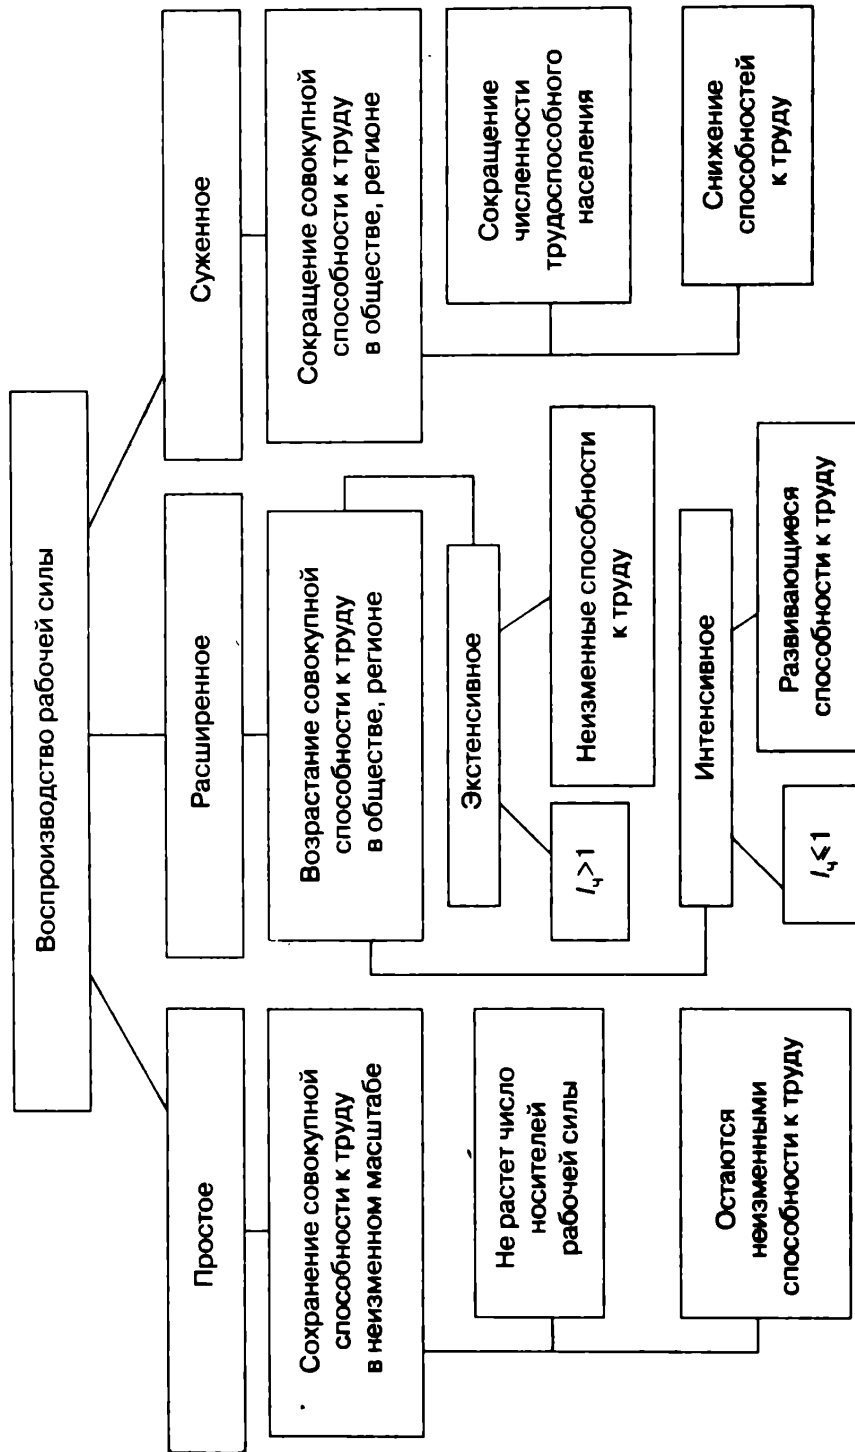 Воспроизводство рабочей силы
Простое
Расширенное
Суженное
Сохранение совокупной
способности к труду
в неизменном масштабе
Возрастание совокупной
способности к труду
в обществе, регионе
Сокращение совокупной
способности к труду
в обществе, регионе
Не растет число
носителей
рабочей силы
Остаются
неизменными
способности к труду
Экстенсивное
Iч>1
Неизменные способности
к труду
Интенсивное
Iч⩽1
Развивающиеся
способности к труду
Сокращение
численности
трудоспособного
населения
Снижение
способностей
к труду